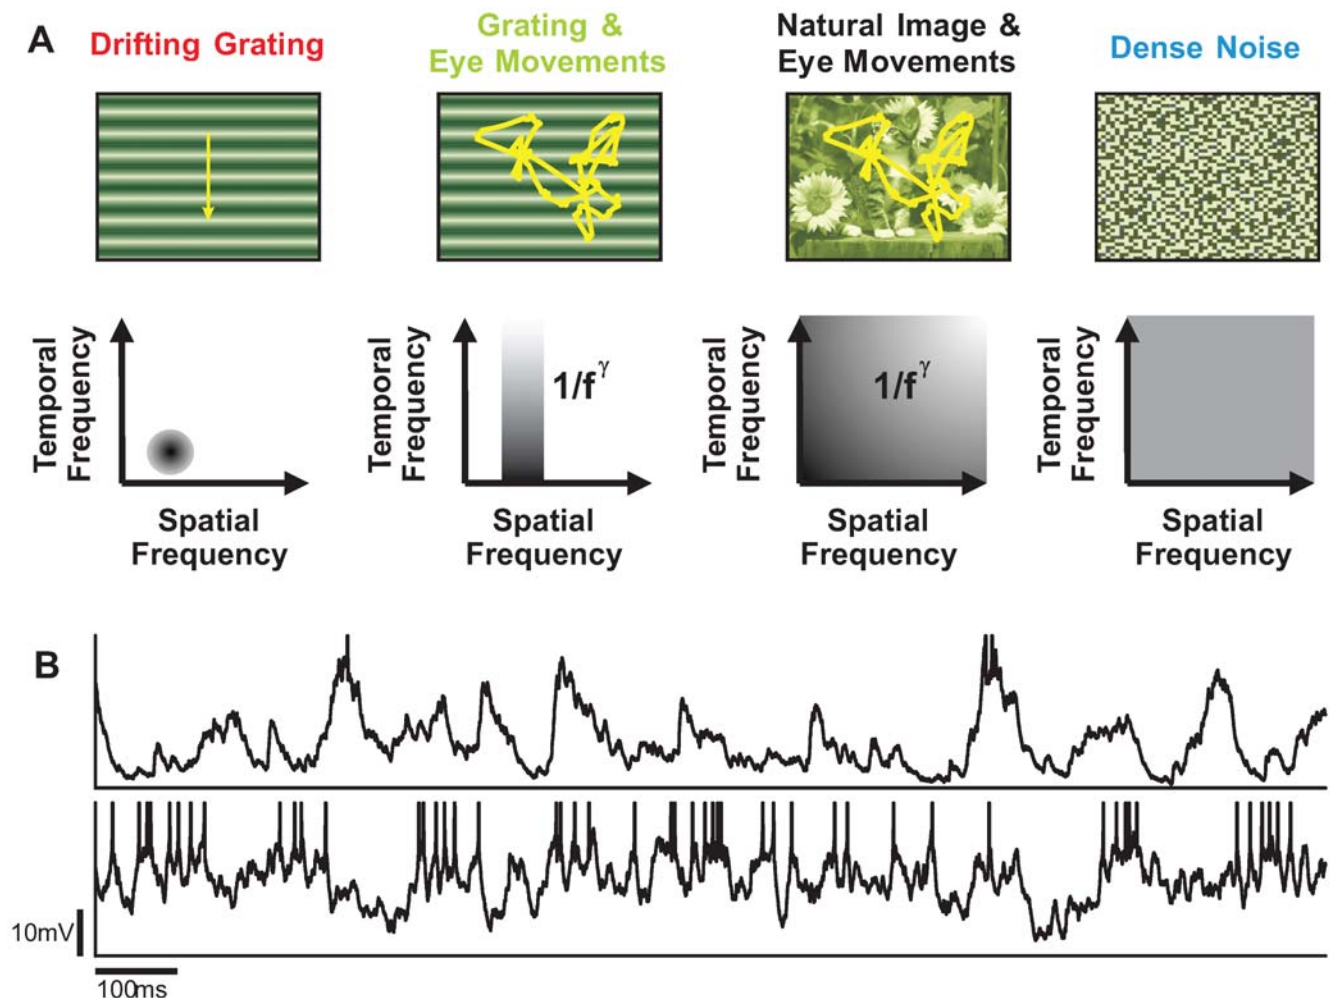 A
Drifting Grating
Grating &
Eye Movements
Natural Image &
Eye Movements
Dense Noise
Temporal
Frequency
Spatial
Frequency
Temporal
Frequency
1/f^γ
Spatial
Frequency
Temporal
Frequency
1/f^γ
Spatial
Frequency
Temporal
Frequency
Spatial
Frequency
B
10mV
100ms